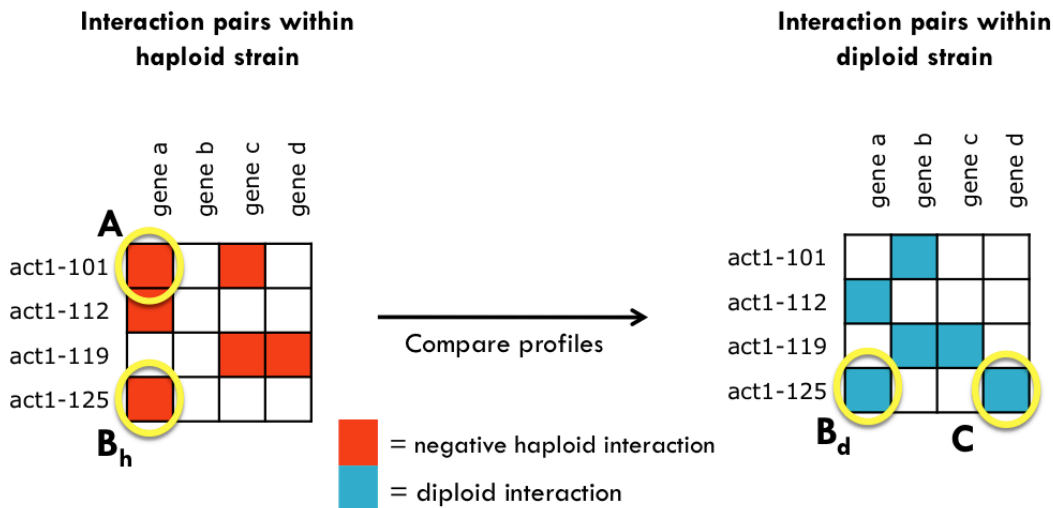 Interaction pairs within
haploid strain
Interaction pairs within
diploid strain
gene a
gene b
gene c
gene d
A
act1-101
act1-112
act1-119
act1-125
Bh
Compare profiles
gene a
gene b
gene c
gene d
act1-101
act1-112
act1-119
act1-125
Bd
C
= negative haploid interaction
= diploid interaction